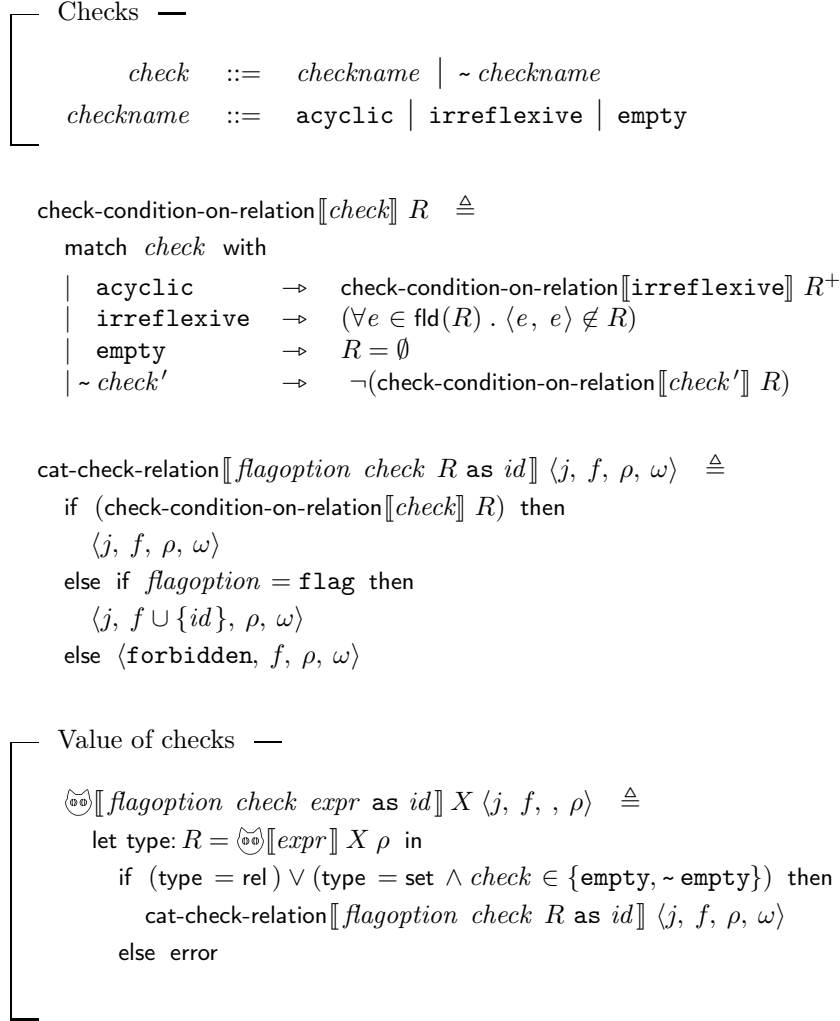 Checks
check ::= checkname | ~ checkname
checkname ::= acyclic | irreflexive | empty
check-condition-on-relation⟦check⟧ R ≜
match check with
| acyclic ⇾ check-condition-on-relation⟦irreflexive⟧ R⁺
| irreflexive ⇾ (∀e ∈ fld(R) . ⟨e, e⟩ ∉ R)
| empty ⇾ R = ∅
| ~ check′ ⇾ ¬(check-condition-on-relation⟦check′⟧ R)
cat-check-relation⟦flagoption check R as id⟧ ⟨j, f, ρ, ω⟩ ≜
if (check-condition-on-relation⟦check⟧ R) then
⟨j, f, ρ, ω⟩
else if flagoption = flag then
⟨j, f ∪ {id}, ρ, ω⟩
else ⟨forbidden, f, ρ, ω⟩
Value of checks
⟦flagoption check expr as id⟧ X ⟨j, f, , ρ⟩ ≜
let type: R = ⟦expr⟧ X ρ in
if (type = rel) ∨ (type = set ∧ check ∈ {empty, ~ empty}) then
cat-check-relation⟦flagoption check R as id⟧ ⟨j, f, ρ, ω⟩
else error